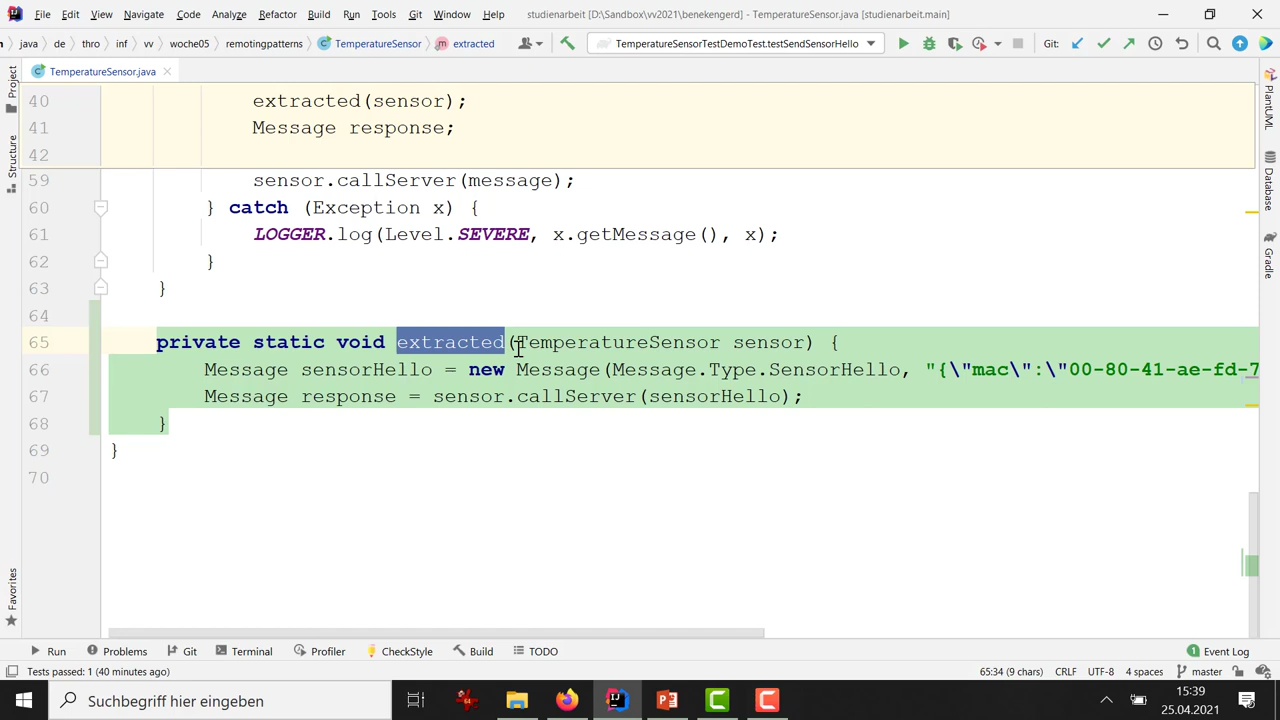 File Edit View Navigate Code Analyze Refactor Build Run Tools Git Window Help studienarbeit [D:\Sandbox\vv2021\benekengerd] - TemperatureSensor.java [studienarbeit.main]
java de thro inf vv woche05 remotingpatterns TemperatureSensor extracted TemperatureSensorTestDemoTest.testSendSensorHello Git:
TemperatureSensor.java
Project
Structure
Favorites
PlantUML
Database
Gradle
40 extracted(sensor);
41 Message response;
42
59 sensor.callServer(message);
60 } catch (Exception x) {
61 LOGGER.log(Level.SEVERE, x.getMessage(), x);
62 }
63 }
64
65 private static void extracted(TemperatureSensor sensor) {
66 Message sensorHello = new Message(Message.Type.SensorHello, "{\"mac\":\"00-80-41-ae-fd-7
67 Message response = sensor.callServer(sensorHello);
68 }
69 }
70
Run Problems Git Terminal Profiler CheckStyle Build TODO 1 Event Log
Tests passed: 1 (40 minutes ago) 65:34 (9 chars) CRLF UTF-8 4 spaces master
Suchbegriff hier eingeben
15:39
25.04.2021